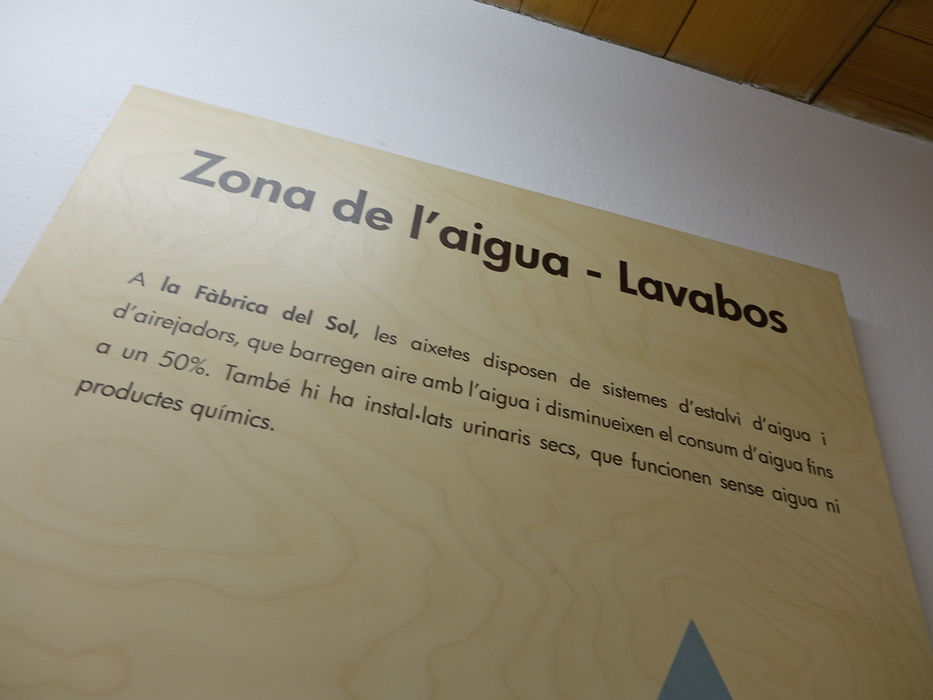 Zona de l'aigua - Lavabos
A la Fàbrica del Sol, les aixetes disposen de sistemes d'estalvi d'aigua i
d'airejadors, que barregen aire amb l'aigua i disminueixen el consum d'aigua fins
a un 50%. També hi ha instal·lats urinaris secs, que funcionen sense aigua ni
productes químics.